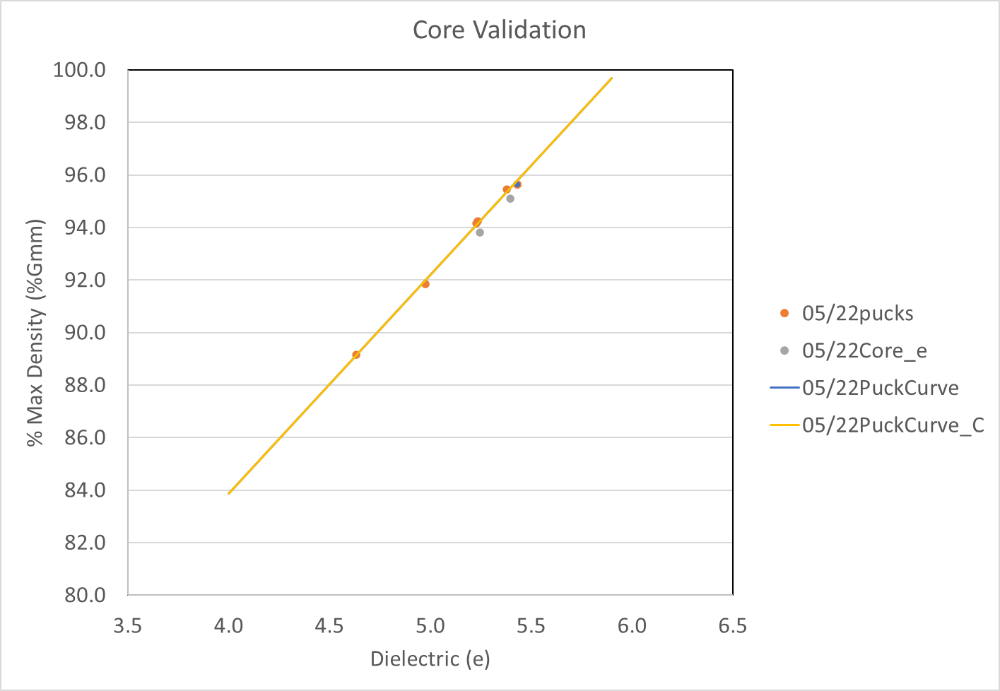 Core Validation
100.0
98.0
96.0
94.0
92.0
90.0
88.0
86.0
84.0
82.0
80.0
% Max Density (%Gmm)
3.5 4.0 4.5 5.0 5.5 6.0 6.5
Dielectric (e)
05/22pucks
05/22Core_e
05/22PuckCurve
05/22PuckCurve_C